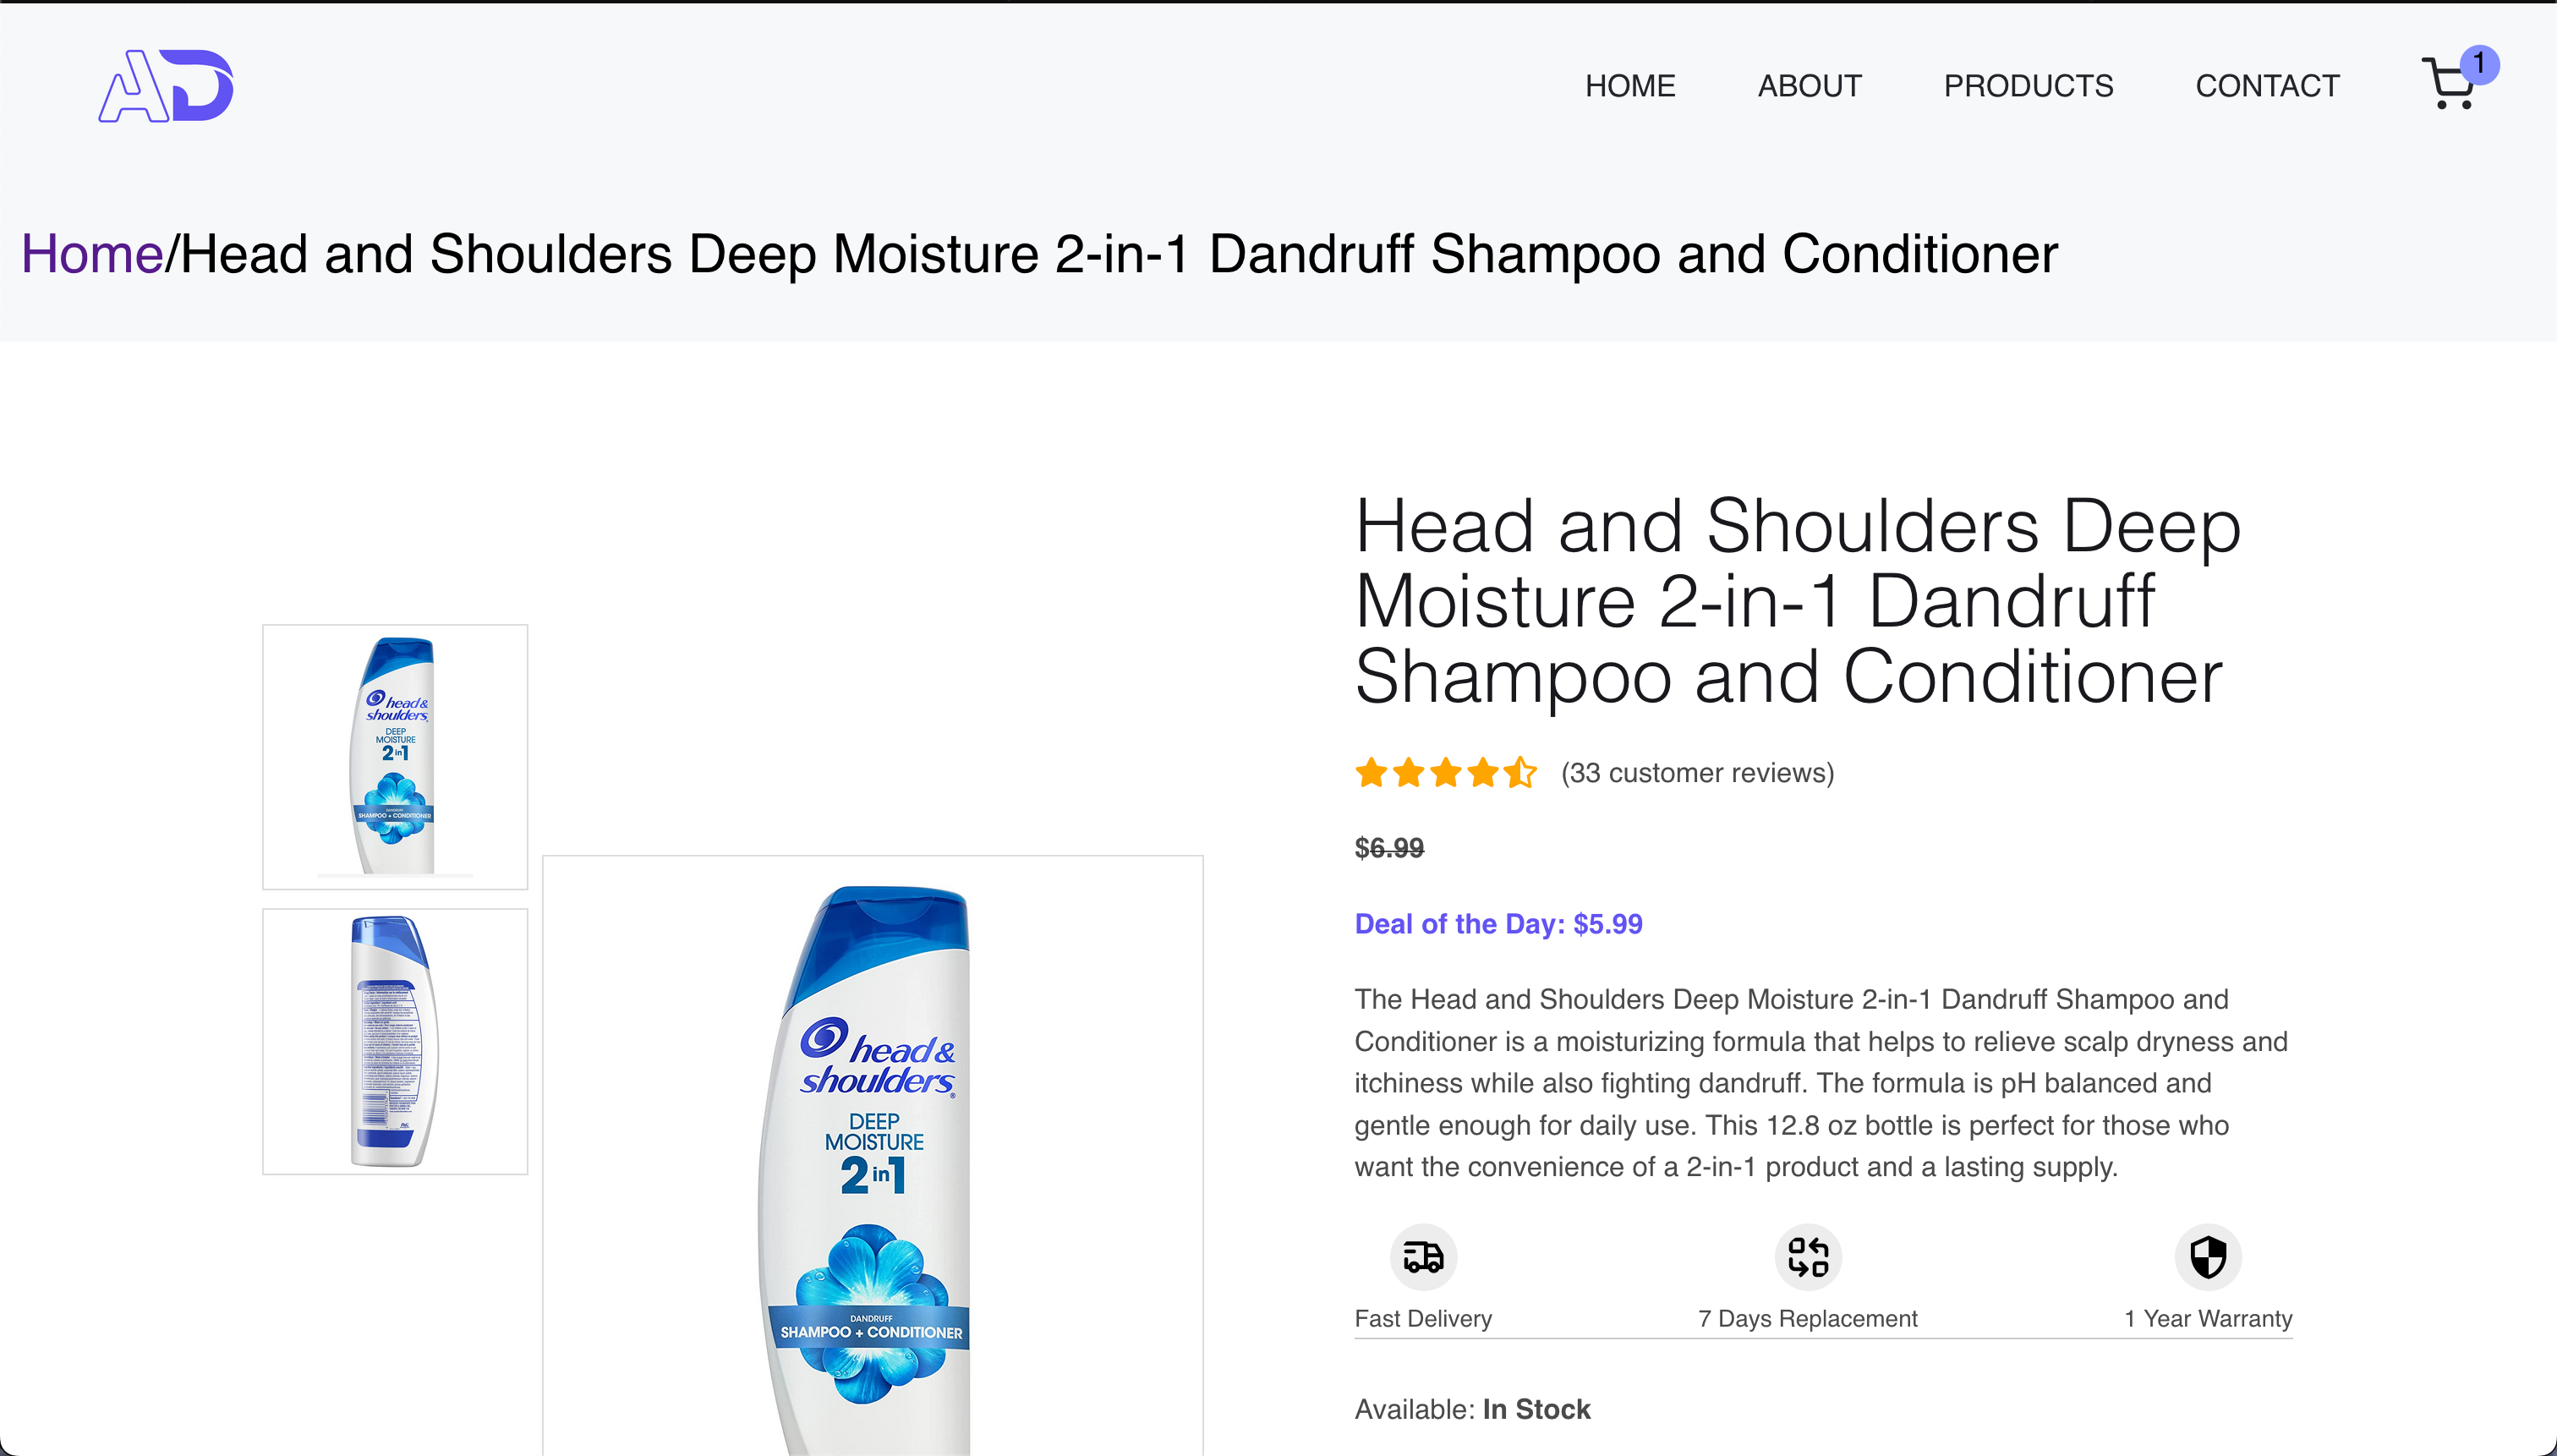 AD
HOME ABOUT PRODUCTS CONTACT 1
Home/Head and Shoulders Deep Moisture 2-in-1 Dandruff Shampoo and Conditioner
Head and Shoulders Deep
Moisture 2-in-1 Dandruff
Shampoo and Conditioner
(33 customer reviews)
$6.99
Deal of the Day: $5.99
The Head and Shoulders Deep Moisture 2-in-1 Dandruff Shampoo and
Conditioner is a moisturizing formula that helps to relieve scalp dryness and
itchiness while also fighting dandruff. The formula is pH balanced and
gentle enough for daily use. This 12.8 oz bottle is perfect for those who
want the convenience of a 2-in-1 product and a lasting supply.
Fast Delivery
7 Days Replacement
1 Year Warranty
Available: In Stock
head &
shoulders
DEEP
MOISTURE
2 in 1
DANDRUFF
SHAMPOO + CONDITIONER
head &
shoulders®
DEEP
MOISTURE
2 in 1
DANDRUFF
SHAMPOO + CONDITIONER